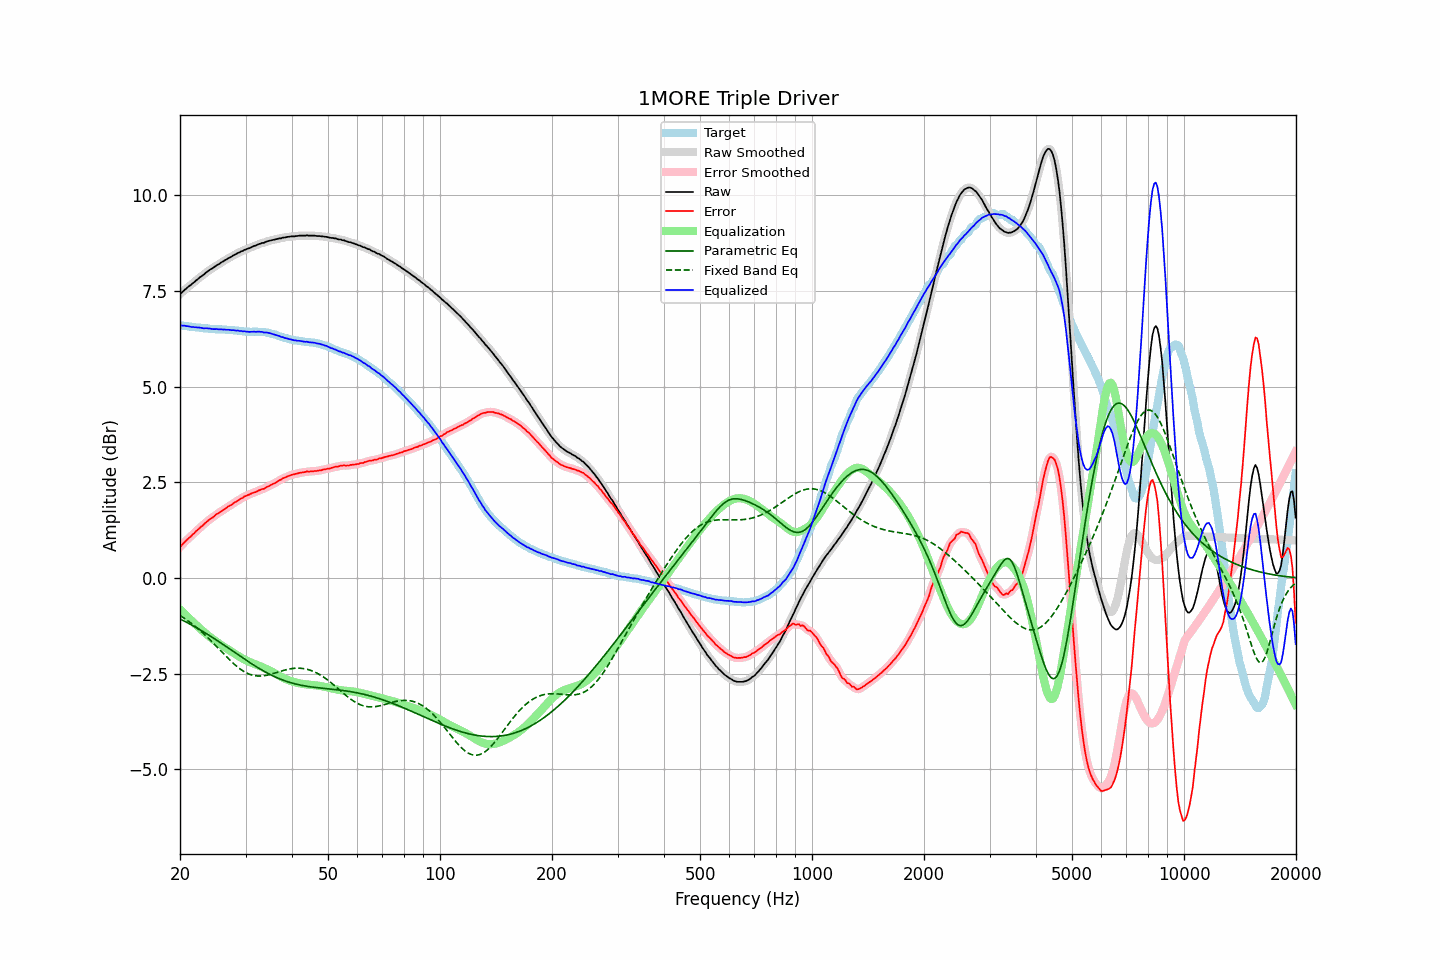 1MORE Triple Driver
Target
Raw Smoothed
Error Smoothed
Raw
Error
Equalization
Parametric Eq
Fixed Band Eq
Equalized
Amplitude (dBr)
10.0
7.5
5.0
2.5
0.0
−2.5
−5.0
20 50 100 200 500 1000 2000 5000 10000 20000
Frequency (Hz)